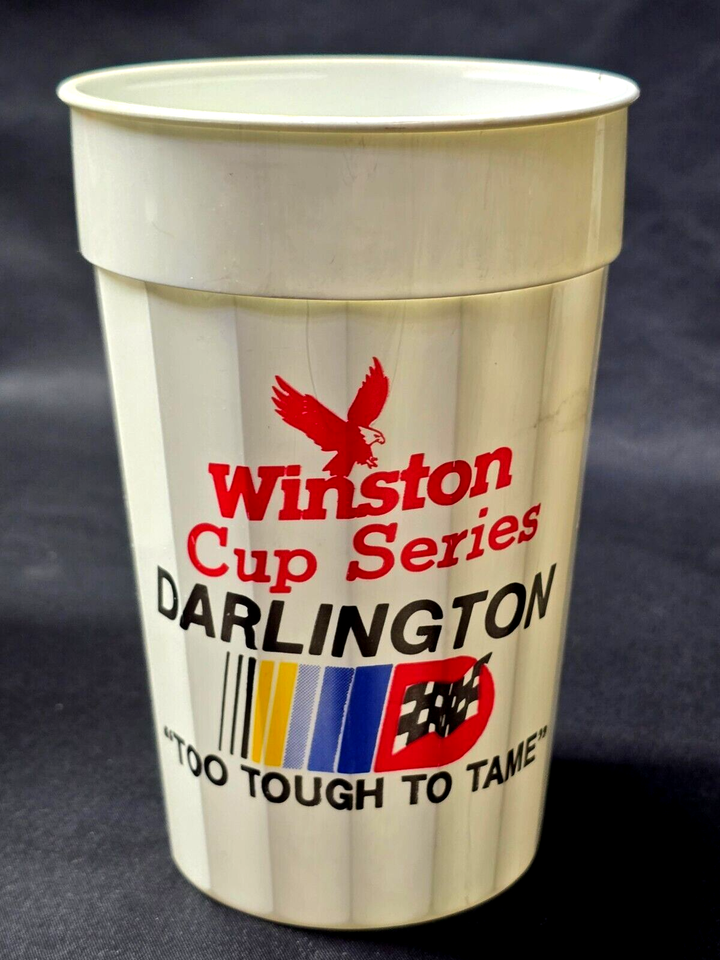 Winston
Cup Series
DARLINGTON
"TOO TOUGH TO TAME"